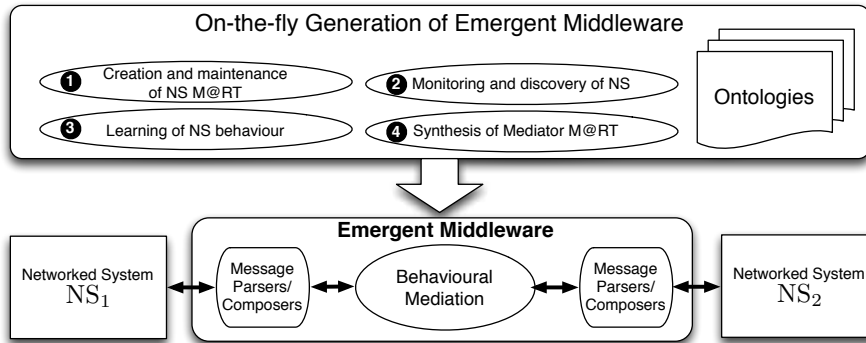 On-the-fly Generation of Emergent Middleware
1 Creation and maintenance
of NS M@RT
2 Monitoring and discovery of NS
3 Learning of NS behaviour
4 Synthesis of Mediator M@RT
Ontologies
Emergent Middleware
Networked System
NS₁
Message
Parsers/
Composers
Behavioural
Mediation
Message
Parsers/
Composers
Networked System
NS₂